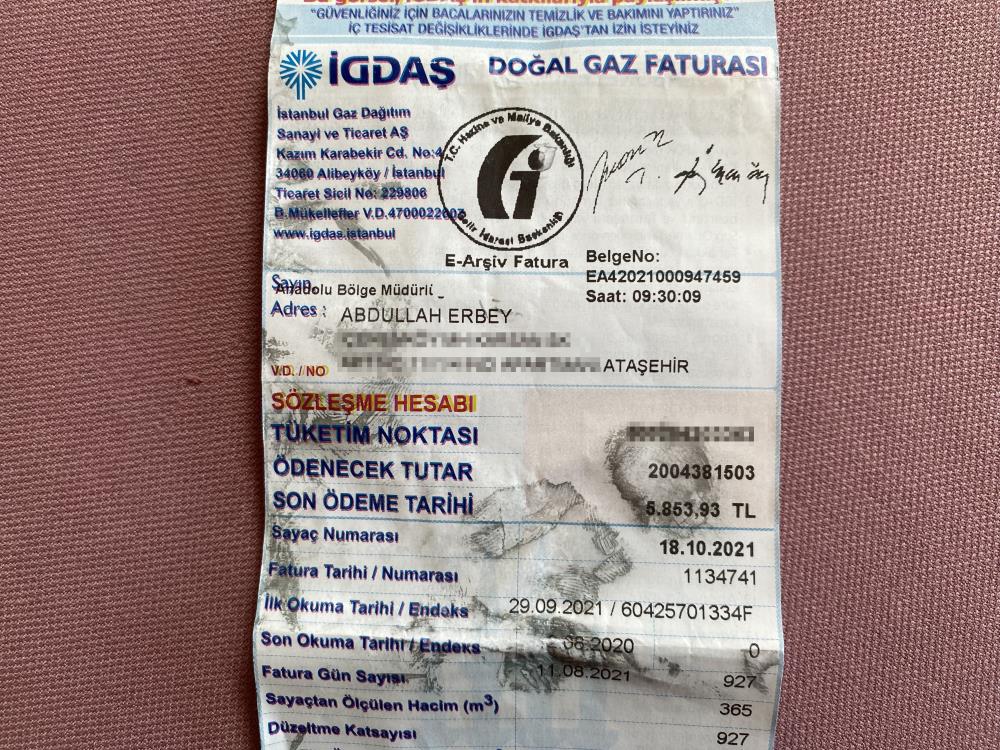 "GÜVENLİĞİNİZ İÇİN BACALARINIZIN TEMİZLİK VE BAKIMINI YAPTIRINIZ"
İÇ TESİSAT DEĞİŞİKLİKLERİNDE İGDAŞ'TAN İZİN İSTEYİNİZ
İGDAŞ DOĞAL GAZ FATURASI
İstanbul Gaz Dağıtım
Sanayi ve Ticaret AŞ
Kazım Karabekir Cd. No:4
34060 Alibeyköy / İstanbul
Ticaret Sicil No: 229806
B.Mükellefler V.D.
www.igdas.istanbul
T.C. Hazine ve Maliye Bakanlığı
Gelir İdaresi Başkanlığı
E-Arşiv Fatura
BelgeNo:
EA42021000947459
Saat: 09:30:09
Sayın
Anadolu Bölge Müdürlü
Adres : ABDULLAH ERBEY
V.D. / NO ATAŞEHİR
SÖZLEŞME HESABI
TÜKETİM NOKTASI
ÖDENECEK TUTAR 2004381503
SON ÖDEME TARİHİ 5.853,93 TL
Sayaç Numarası 18.10.2021
Fatura Tarihi / Numarası 1134741
İlk Okuma Tarihi / Endeks 29.09.2021 / 60425701334F
Son Okuma Tarihi / Endeks 08.2020 0
Fatura Gün Sayısı 11.08.2021 927
Sayaçtan Ölçülen Hacim (m³) 365
Düzeltme Katsayısı 927